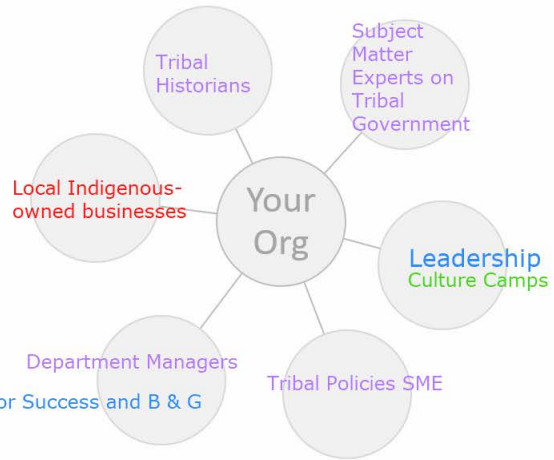 Subject
Matter
Experts on
Tribal
Government
Tribal
Historians
Local Indigenous-
owned businesses
Your
Org
Leadership
Culture Camps
Department Managers
Tribal Policies SME
or Success and B & G